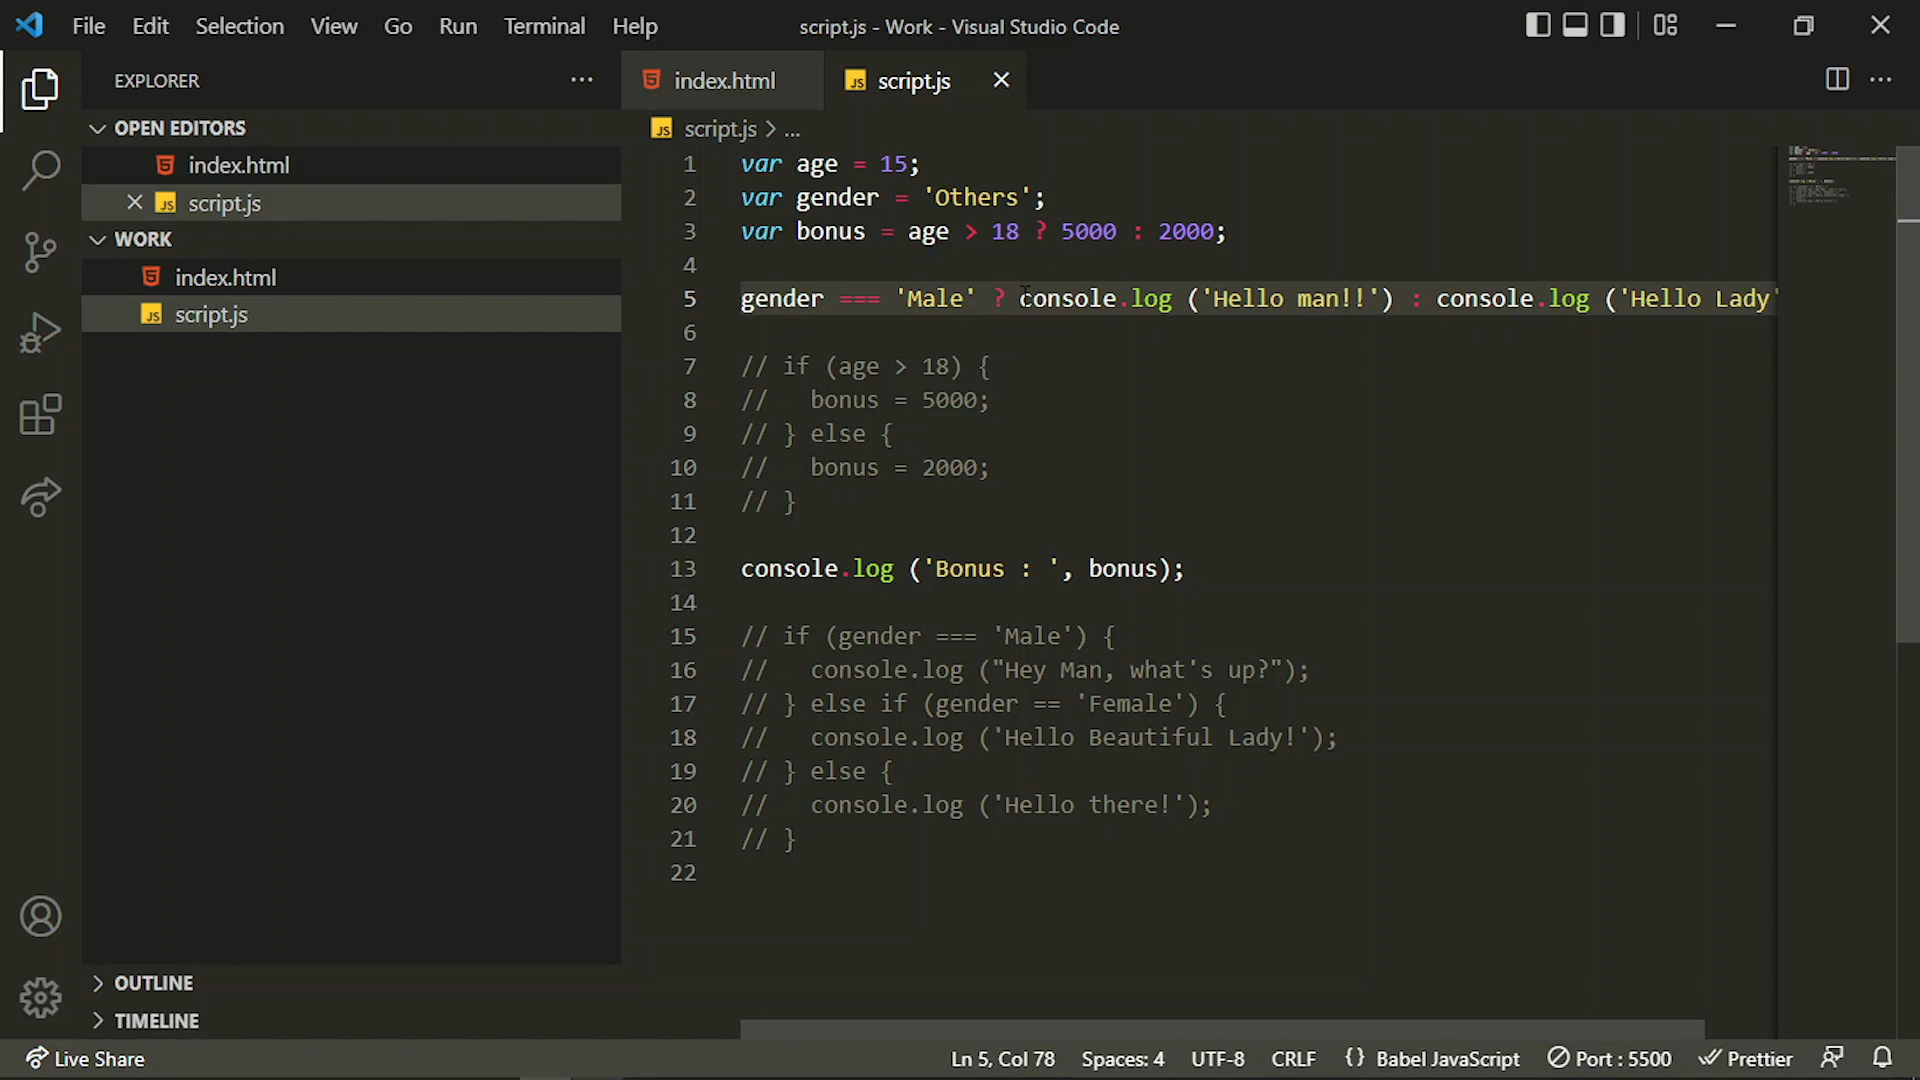 File Edit Selection View Go Run Terminal Help script.js - Work - Visual Studio Code
EXPLORER
OPEN EDITORS
index.html
script.js
WORK
index.html
script.js
OUTLINE
TIMELINE
index.html script.js
script.js > ...
1 var age = 15;
2 var gender = 'Others';
3 var bonus = age > 18 ? 5000 : 2000;
4
5 gender === 'Male' ? console.log ('Hello man!!') : console.log ('Hello Lady'
6
7 // if (age > 18) {
8 //   bonus = 5000;
9 // } else {
10 //   bonus = 2000;
11 // }
12
13 console.log ('Bonus : ', bonus);
14
15 // if (gender === 'Male') {
16 //   console.log ("Hey Man, what's up?");
17 // } else if (gender == 'Female') {
18 //   console.log ('Hello Beautiful Lady!');
19 // } else {
20 //   console.log ('Hello there!');
21 // }
22
Live Share Ln 5, Col 78 Spaces: 4 UTF-8 CRLF {} Babel JavaScript Port : 5500 Prettier